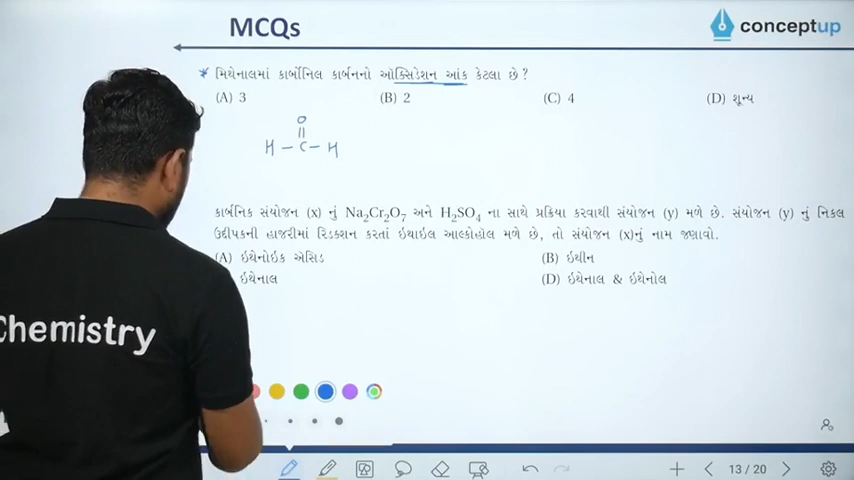 MCQs
conceptup
* મિથેનાલમાં કાર્બોનિલ કાર્બનનો ઓક્સિડેશન આંક કેટલા છે?
(A) 3 (B) 2 (C) 4 (D) શૂન્ય
O
||
H – C – H
કાર્બનિક સંયોજન (x) નું Na₂Cr₂O₇ અને H₂SO₄ ના સાથે પ્રક્રિયા કરવાથી સંયોજન (y) મળે છે. સંયોજન (y) નું નિકલ
ઉદ્દીપકની હાજરીમાં રિડક્શન કરતાં ઇથાઇલ આલ્કોહોલ મળે છે, તો સંયોજન (x)નું નામ જણાવો.
(A) ઇથેનોઇક એસિડ (B) ઇથીન
ઇથેનાલ (D) ઇથેનાલ & ઇથેનોલ
Chemistry
13 / 20